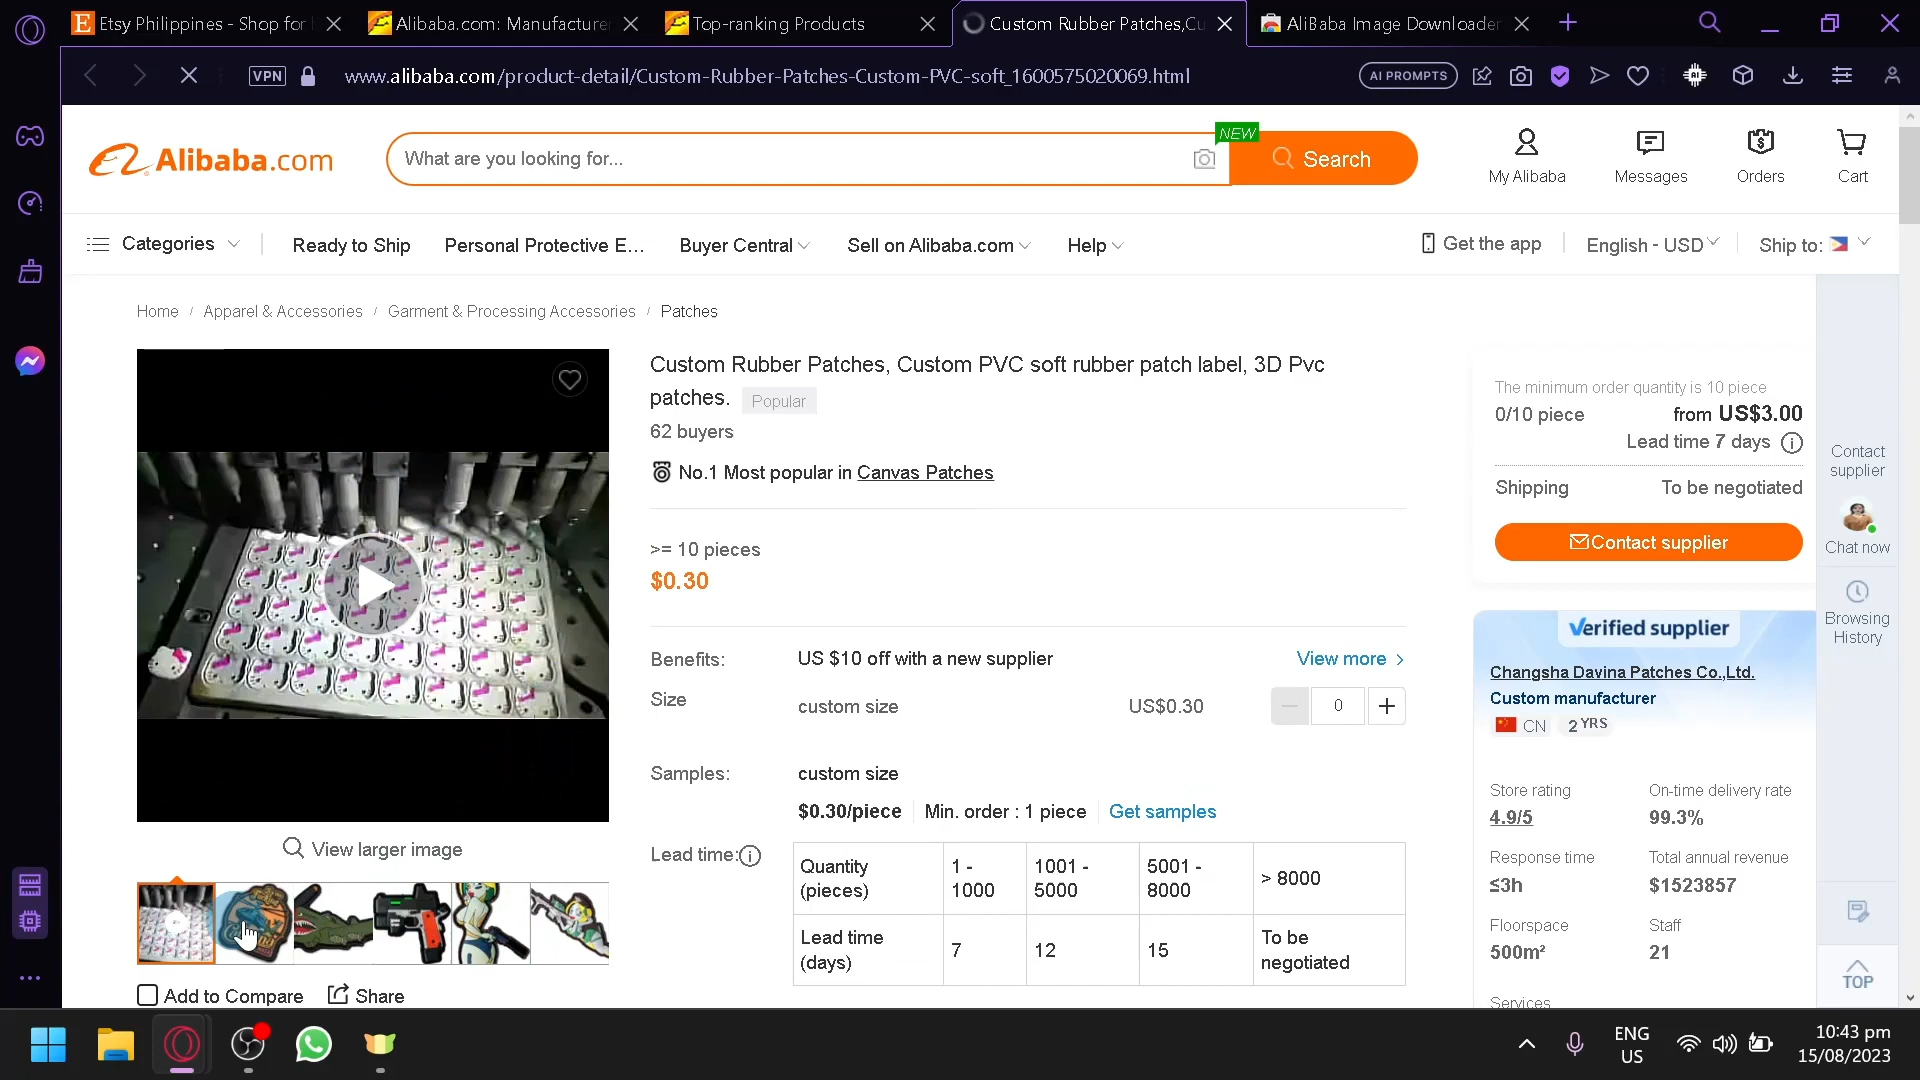 Etsy Philippines - Shop for
Alibaba.com: Manufacturer
Top-ranking Products
Custom Rubber Patches,Cu
AliBaba Image Downloader
VPN
www.alibaba.com/product-detail/Custom-Rubber-Patches-Custom-PVC-soft_1600575020069.html
AI PROMPTS
Alibaba.com
What are you looking for...
NEW
Search
My Alibaba
Messages
Orders
Cart
Categories
Ready to Ship
Personal Protective E...
Buyer Central
Sell on Alibaba.com
Help
Get the app
English - USD
Ship to:
Home / Apparel & Accessories / Garment & Processing Accessories / Patches
Custom Rubber Patches, Custom PVC soft rubber patch label, 3D Pvc
patches. Popular
62 buyers
No.1 Most popular in Canvas Patches
>= 10 pieces
$0.30
Benefits: US $10 off with a new supplier View more >
Size custom size US$0.30 0
Samples: custom size
$0.30/piece Min. order : 1 piece Get samples
Lead time:
Quantity (pieces) 1 - 1000 1001 - 5000 5001 - 8000 > 8000
Lead time (days) 7 12 15 To be negotiated
View larger image
Add to Compare
Share
The minimum order quantity is 10 piece
0/10 piece from US$3.00
Lead time 7 days
Shipping To be negotiated
Contact supplier
Verified supplier
Changsha Davina Patches Co.,Ltd.
Custom manufacturer
CN 2 YRS
Store rating On-time delivery rate
4.9/5 99.3%
Response time Total annual revenue
≤3h $1523857
Floorspace Staff
500m² 21
Services
Contact
supplier
Chat now
Browsing
History
TOP
ENG
US
10:43 pm
15/08/2023